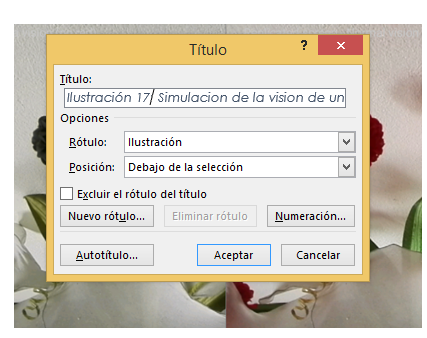 Título
?
x
Título:
Ilustración 17/ Simulacion de la vision de un
Opciones
Rótulo: Ilustración
Posición: Debajo de la selección
Excluir el rótulo del título
Nuevo rótulo... Eliminar rótulo Numeración...
Autotítulo... Aceptar Cancelar